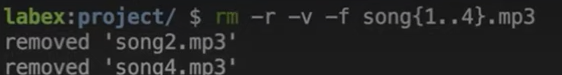 labex:project/ $ rm -r -v -f song{1..4}.mp3
removed 'song2.mp3'
removed 'song4.mp3'